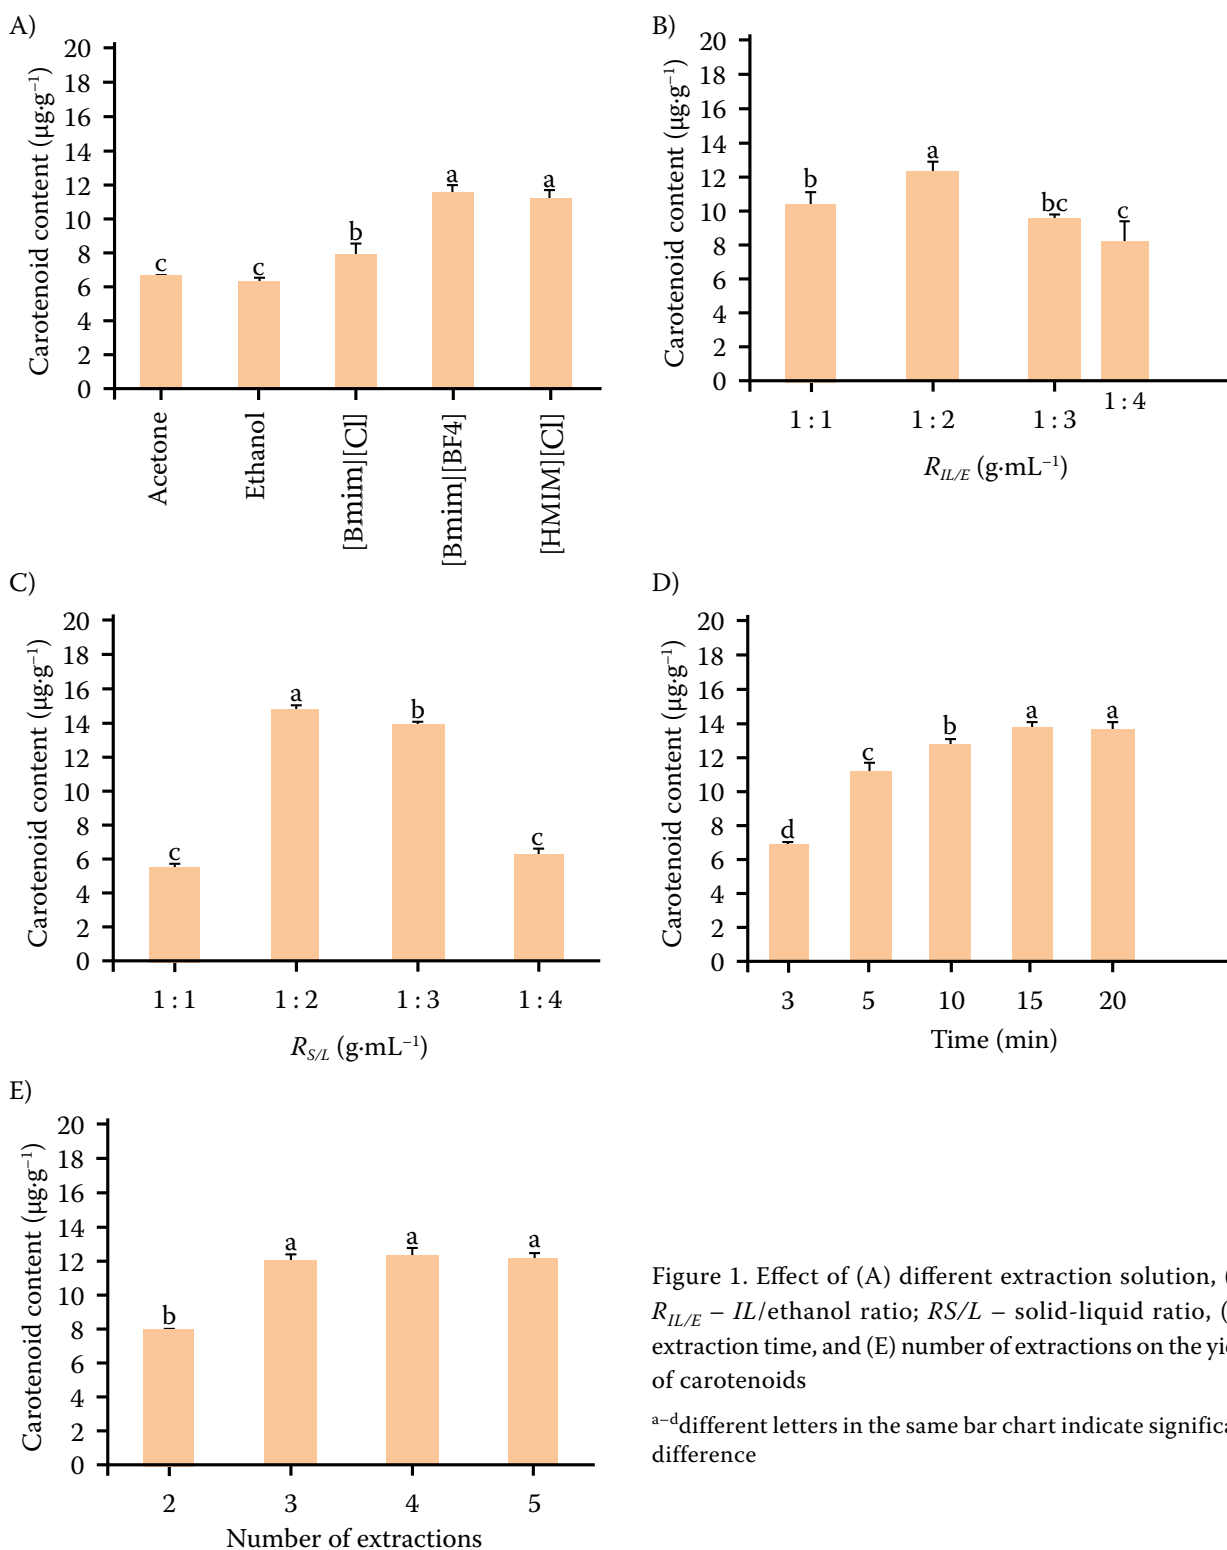 A)
Carotenoid content (µg·g⁻¹)
20
18
16
14
12
10
8
6
4
2
0
c
c
b
a
a
Acetone
Ethanol
[Bmim][Cl]
[Bmim][BF4]
[HMIM][Cl]
B)
Carotenoid content (µg·g⁻¹)
20
18
16
14
12
10
8
6
4
2
0
b
a
bc
c
1 : 1
1 : 2
1 : 3
1 : 4
R_IL/E (g·mL⁻¹)
C)
Carotenoid content (µg·g⁻¹)
20
18
16
14
12
10
8
6
4
2
0
c
a
b
c
1 : 1
1 : 2
1 : 3
1 : 4
R_S/L (g·mL⁻¹)
D)
Carotenoid content (µg·g⁻¹)
20
18
16
14
12
10
8
6
4
2
0
d
c
b
a
a
3
5
10
15
20
Time (min)
E)
Carotenoid content (µg·g⁻¹)
20
18
16
14
12
10
8
6
4
2
0
b
a
a
a
2
3
4
5
Number of extractions
Figure 1. Effect of (A) different extraction solution, (
R_IL/E – IL/ethanol ratio; RS/L – solid-liquid ratio, (
extraction time, and (E) number of extractions on the
of carotenoids
a–d different letters in the same bar chart indicate
difference